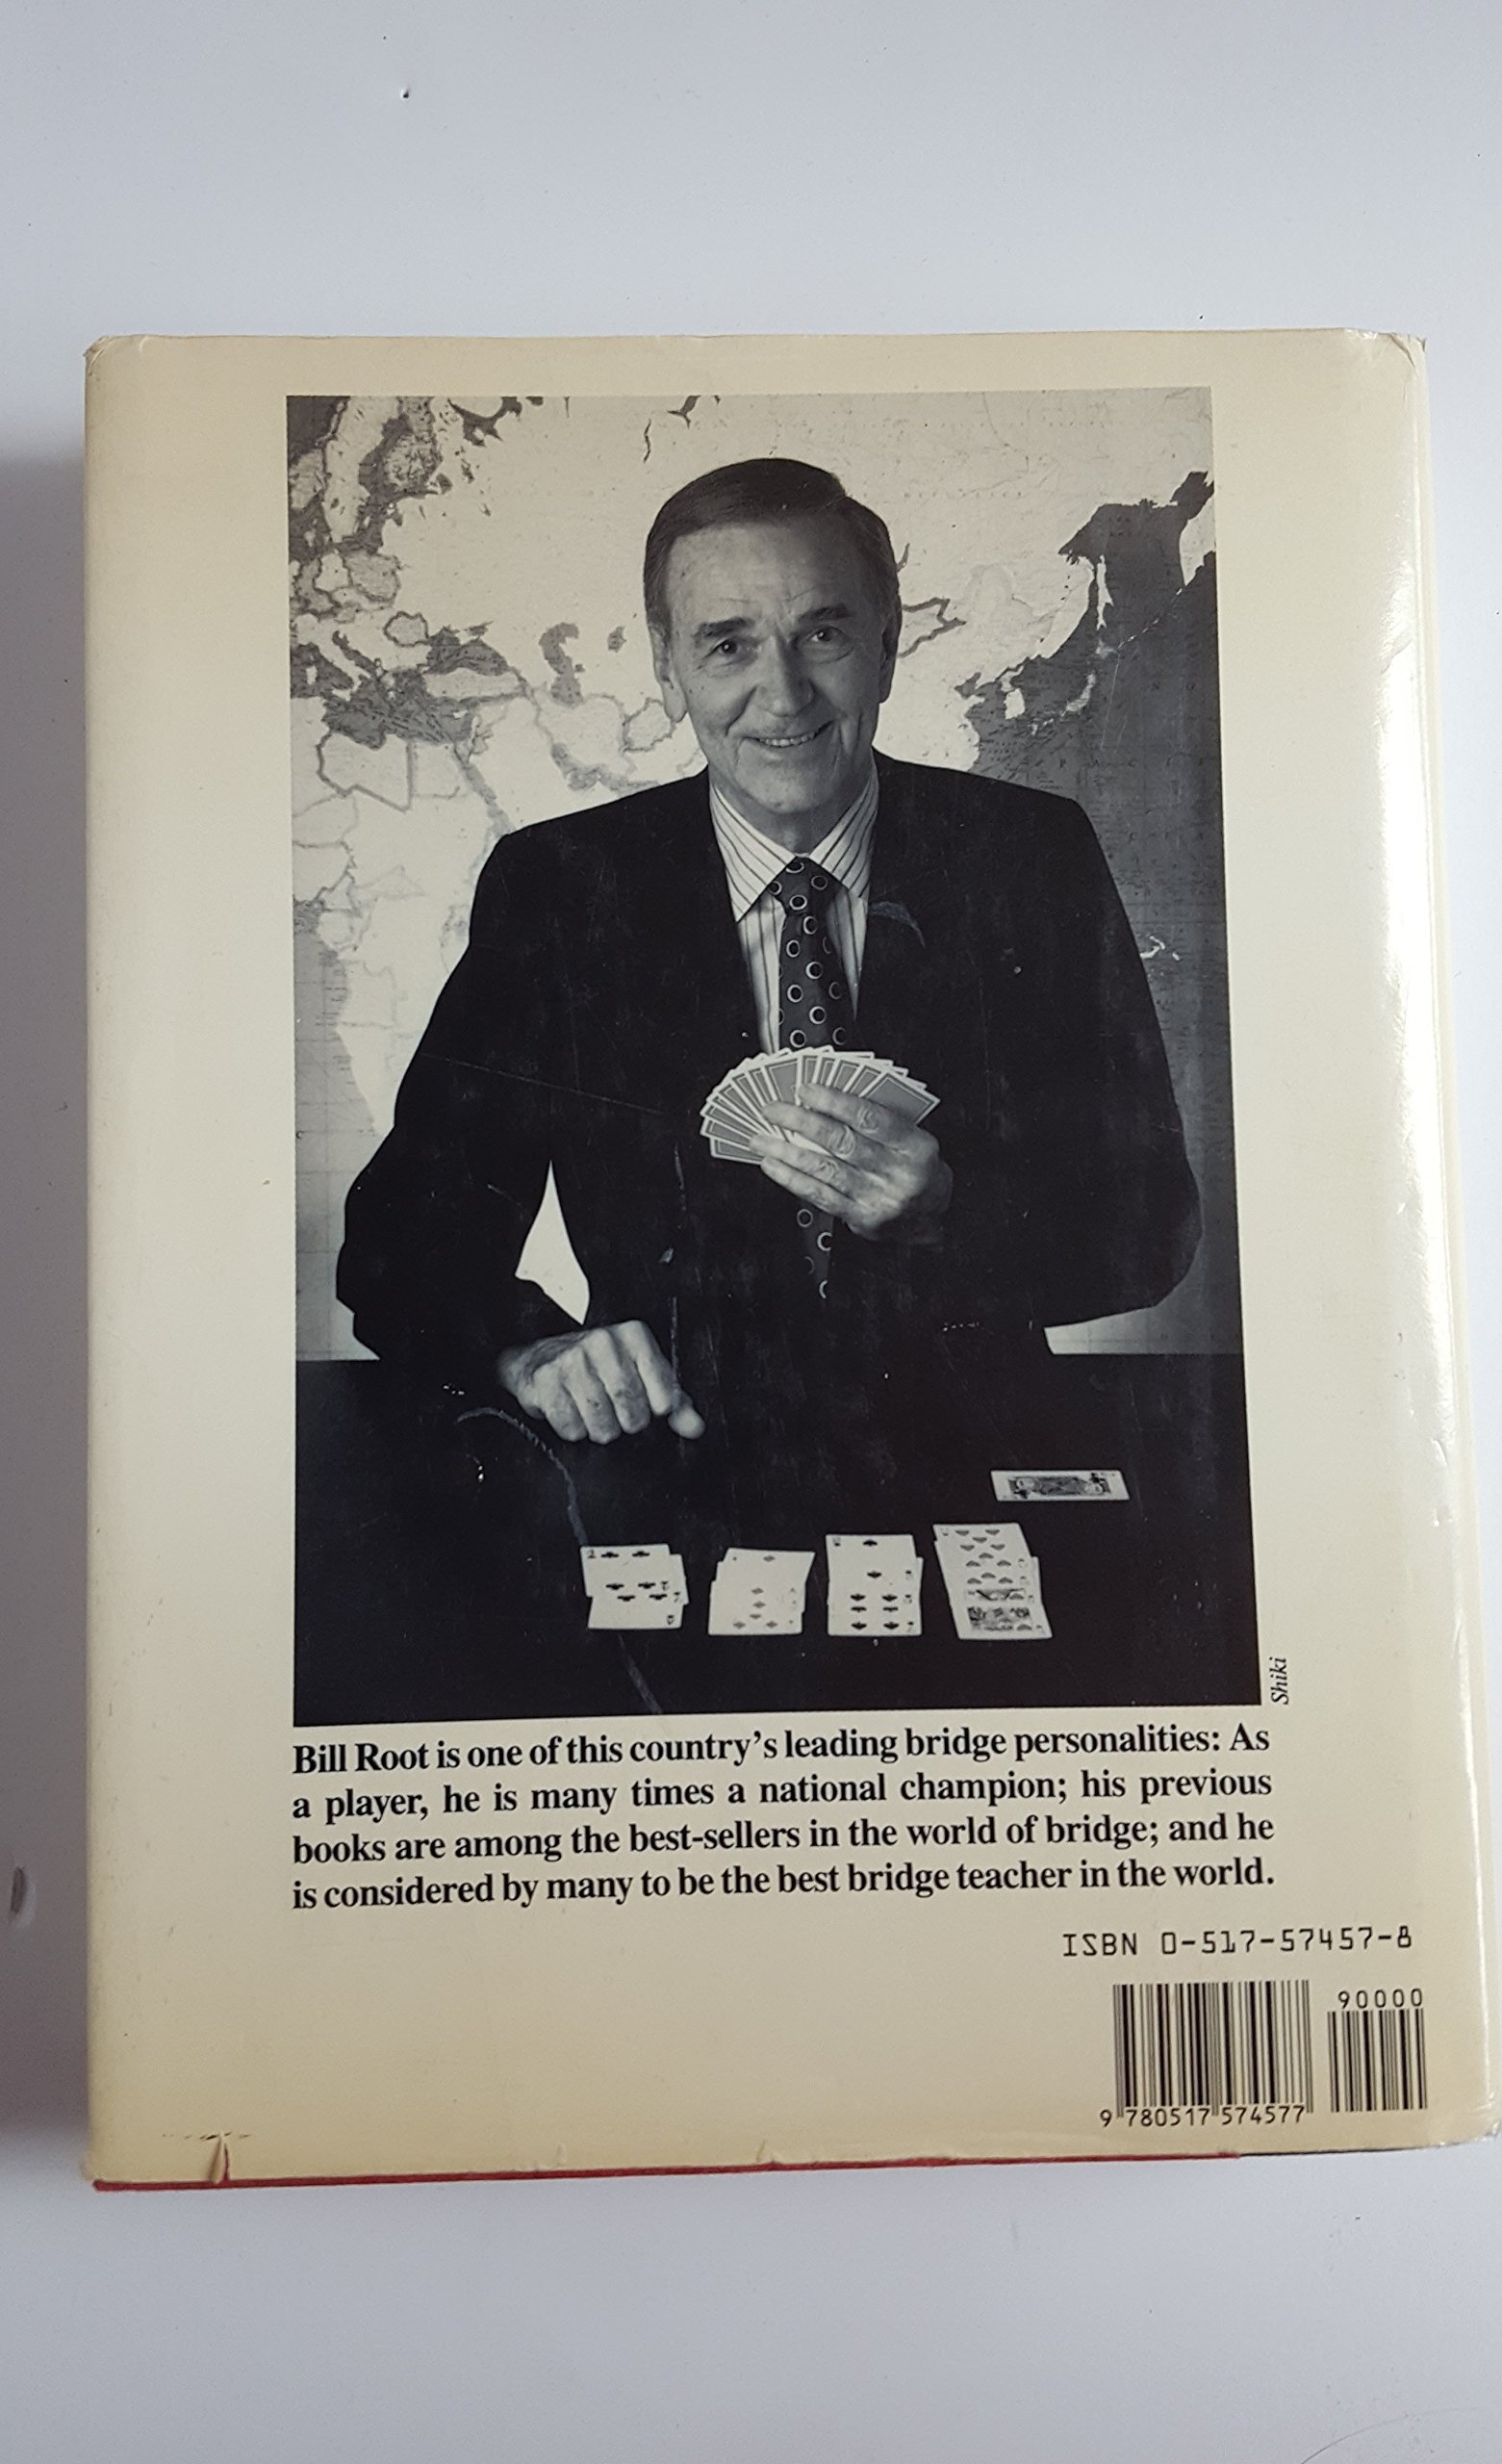 Shiki
Bill Root is one of this country's leading bridge personalities: As
a player, he is many times a national champion; his previous
books are among the best-sellers in the world of bridge; and he
is considered by many to be the best bridge teacher in the world.
ISBN 0-517-57457-8
90000
9 780517 574577